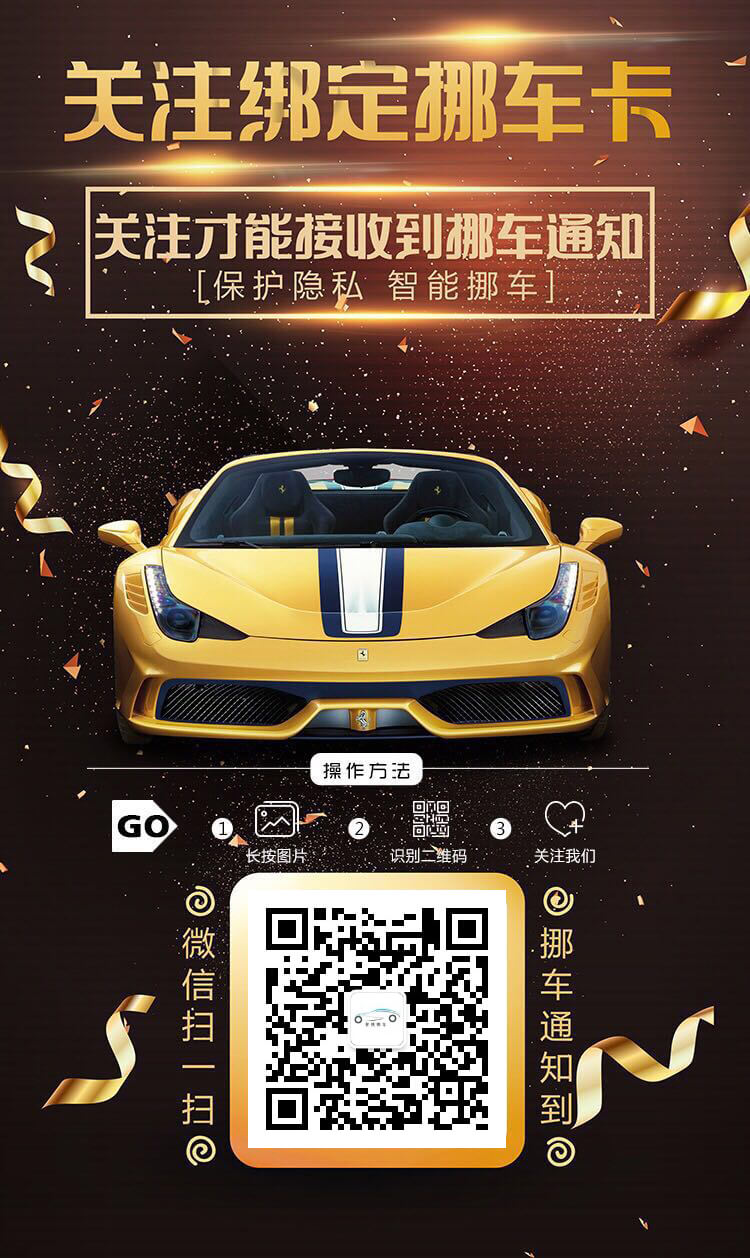 关注绑定挪车卡
关注才能接收到挪车通知
[保护隐私 智能挪车]
操作方法
GO
1
长按图片
2
识别二维码
3
关注我们
微信扫一扫
挪车通知到